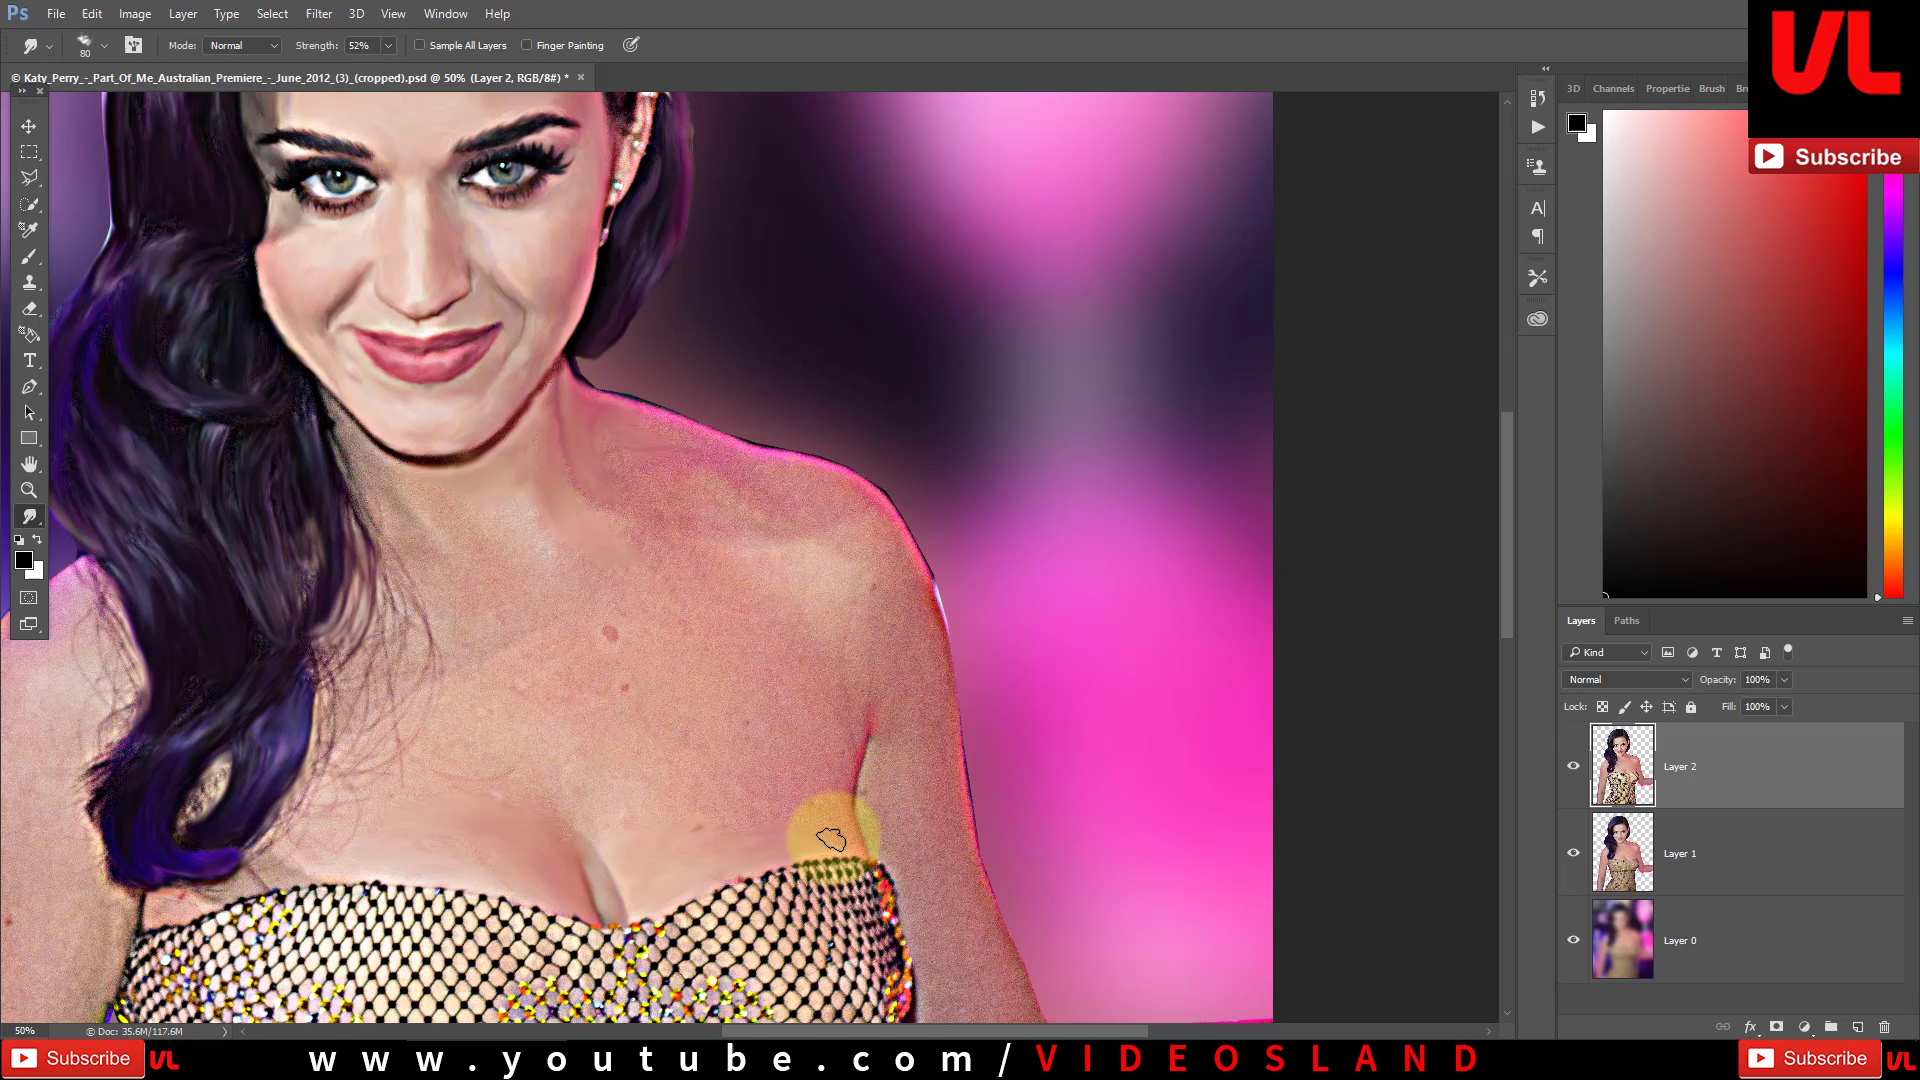 Ps File Edit Image Layer Type Select Filter 3D View Window Help
80 Mode: Normal Strength: 52% Sample All Layers Finger Painting
© Katy_Perry_-_Part_Of_Me_Australian_Premiere_-_June_2012_(3)_(cropped).psd @ 50% (Layer 2, RGB/8#) *
3D Channels Propertie Brush Br
VL
Subscribe
Layers Paths
Kind
Normal Opacity: 100%
Lock: Fill: 100%
Layer 2
Layer 1
Layer 0
50% © Doc: 35.6M/117.6M
Subscribe VL www.youtube.com/VIDEOSLAND Subscribe VL